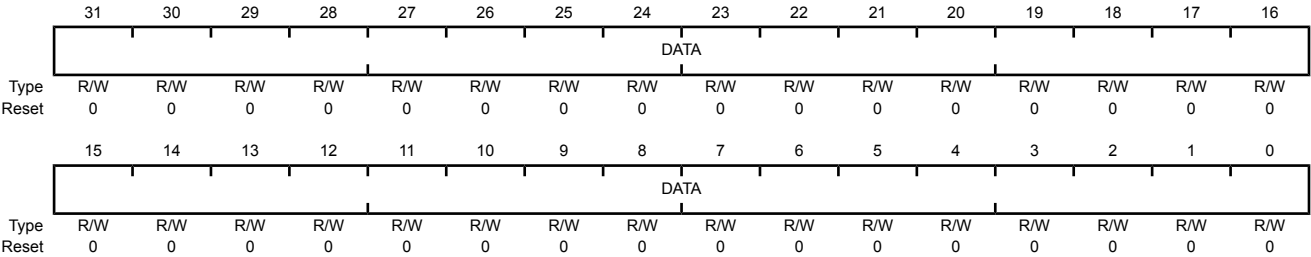 31 30 29 28 27 26 25 24 23 22 21 20 19 18 17 16
DATA
Type R/W R/W R/W R/W R/W R/W R/W R/W R/W R/W R/W R/W R/W R/W R/W R/W
Reset 0 0 0 0 0 0 0 0 0 0 0 0 0 0 0 0
15 14 13 12 11 10 9 8 7 6 5 4 3 2 1 0
DATA
Type R/W R/W R/W R/W R/W R/W R/W R/W R/W R/W R/W R/W R/W R/W R/W R/W
Reset 0 0 0 0 0 0 0 0 0 0 0 0 0 0 0 0